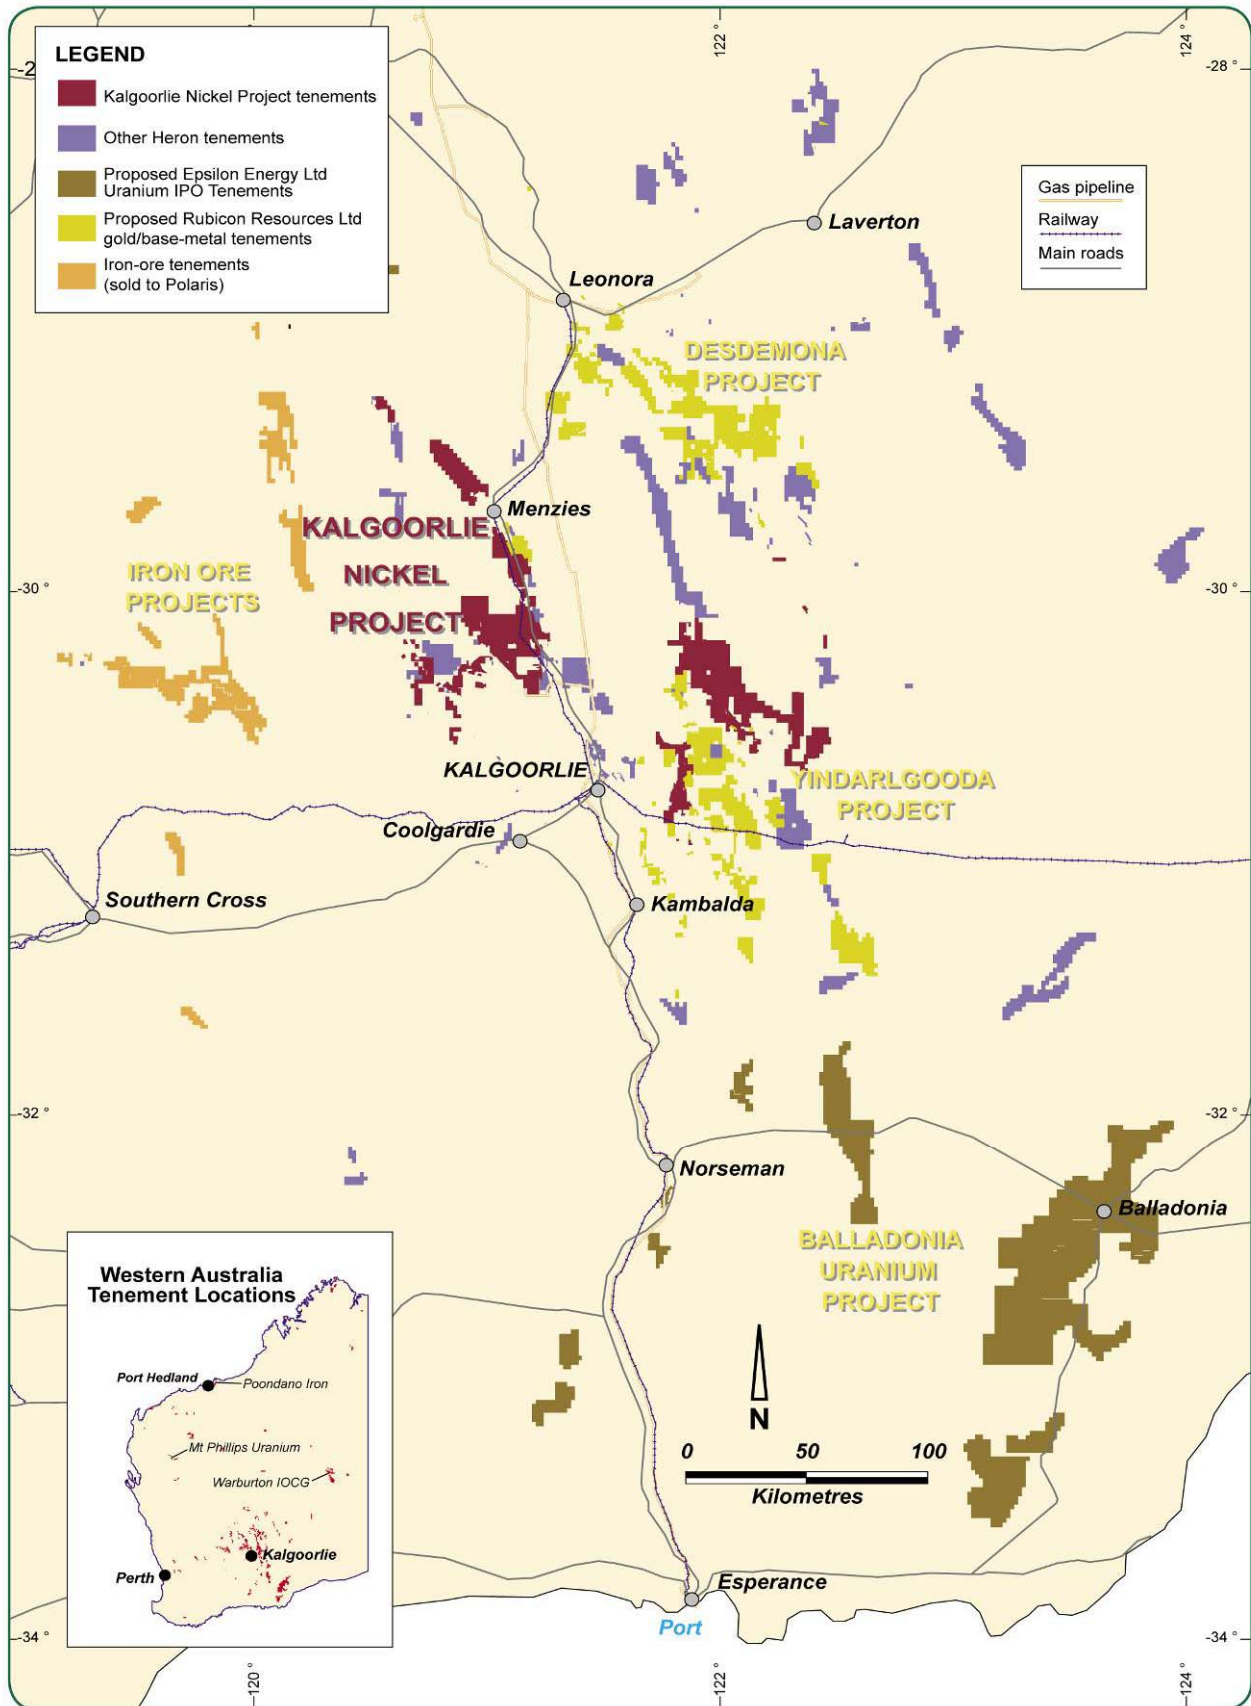 122 °
124 °
-28 °
LEGEND
Kalgoorlie Nickel Project tenements
Other Heron tenements
Proposed Epsilon Energy Ltd
Uranium IPO Tenements
Proposed Rubicon Resources Ltd
gold/base-metal tenements
Iron-ore tenements
(sold to Polaris)
-2
Gas pipeline
Railway
Main roads
Laverton
Leonora
DESDEMONA
PROJECT
Menzies
KALGOORLIE
NICKEL
PROJECT
IRON ORE
PROJECTS
-30 °
-30 °
KALGOORLIE
YINDARLGOODA
PROJECT
Coolgardie
Southern Cross
Kambalda
-32 °
-32 °
Norseman
Balladonia
BALLADONIA
URANIUM
PROJECT
Western Australia
Tenement Locations
Port Hedland
Poondano Iron
Mt Phillips Uranium
Warburton IOCG
Kalgoorlie
Perth
N
0 50 100
Kilometres
Esperance
Port
-34 °
-34 °
120 °
122 °
124 °